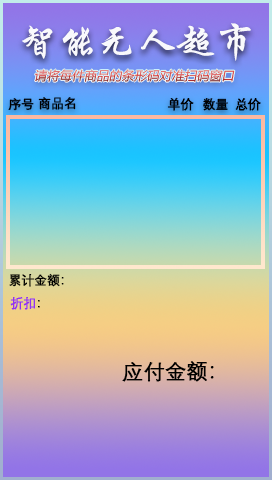 智能无人超市
请将每件商品的条形码对准扫码窗口
序号 商品名 单价 数量 总价
累计金额：
折扣：
应付金额：